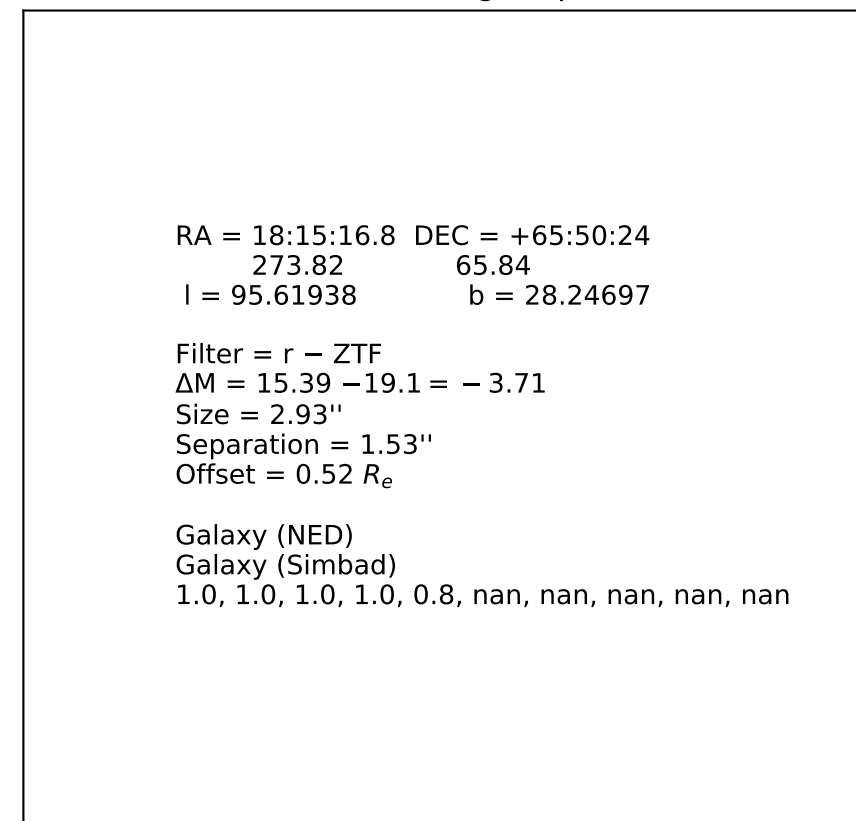 RA = 18:15:16.8 DEC = +65:50:24
273.82 65.84
l = 95.61938 b = 28.24697
Filter = r − ZTF
ΔM = 15.39 −19.1 = − 3.71
Size = 2.93''
Separation = 1.53''
Offset = 0.52 Rₑ
Galaxy (NED)
Galaxy (Simbad)
1.0, 1.0, 1.0, 1.0, 0.8, nan, nan, nan, nan, nan